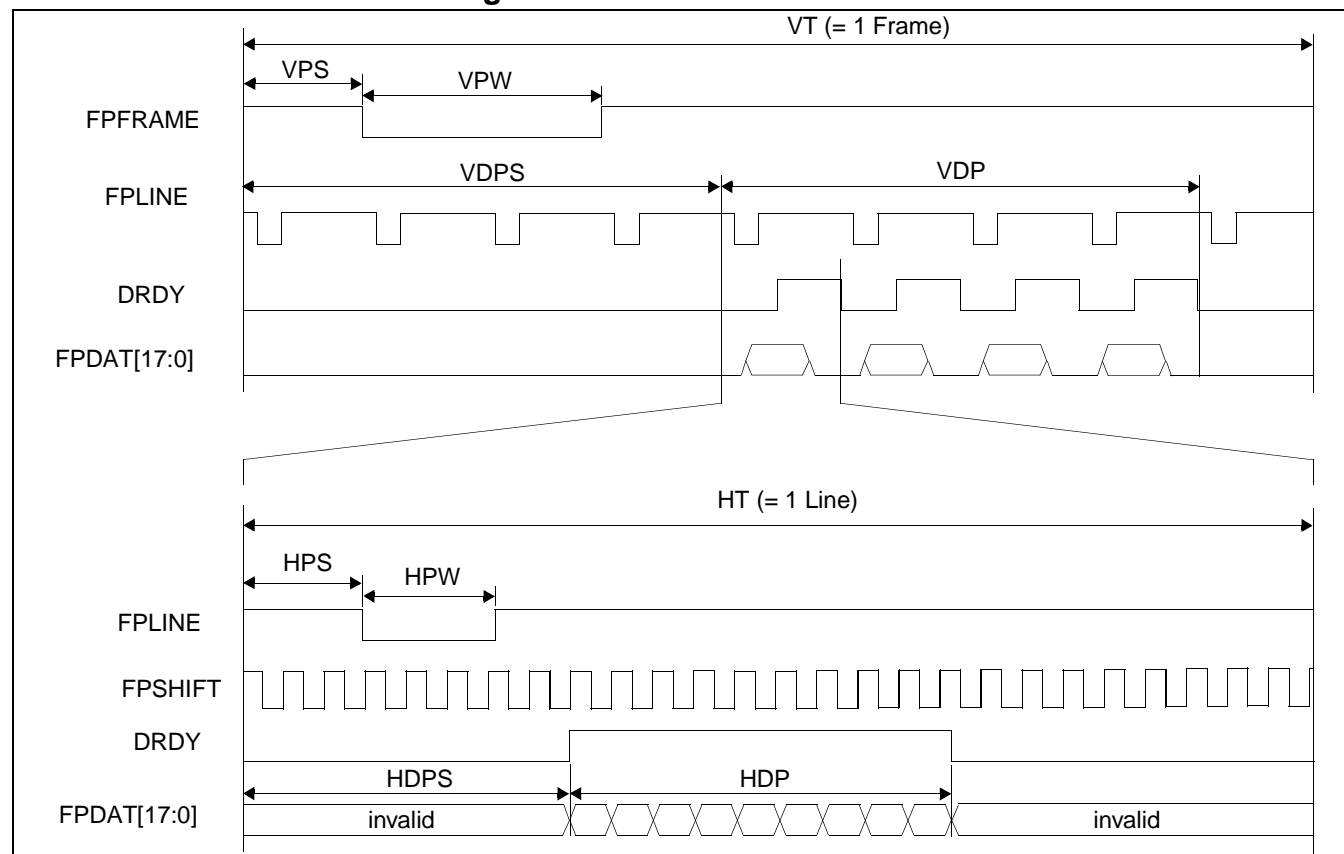 VT (= 1 Frame)
VPS
VPW
FPFRAME
VDPS
VDP
FPLINE
DRDY
FPDAT[17:0]
HT (= 1 Line)
HPS
HPW
FPLINE
FPSHIFT
DRDY
HDPS
HDP
FPDAT[17:0]
invalid
invalid